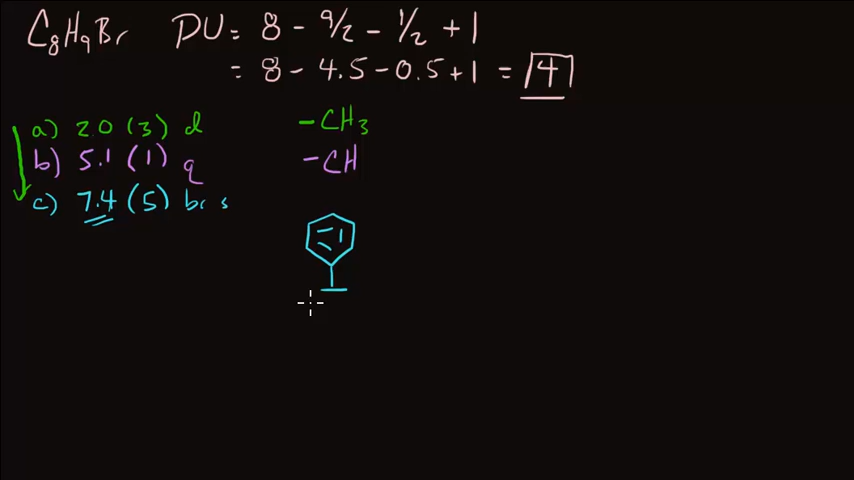 C₈H₉Br DU = 8 - 9/2 - 1/2 + 1
= 8 - 4.5 - 0.5 + 1 = 4
a) 2.0 (3) d -CH₃
b) 5.1 (1) q -CH
c) 7.4 (5) br s